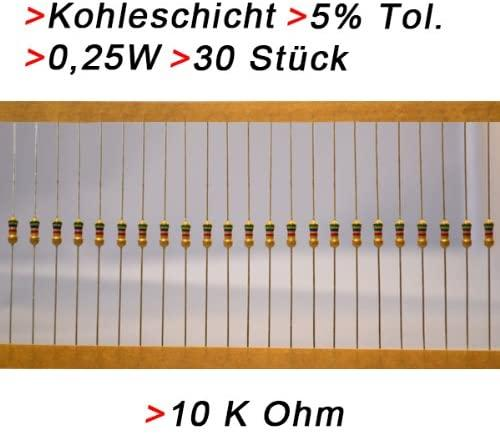 >Kohleschicht >5% Tol.
>0,25W >30 Stück
>10 K Ohm